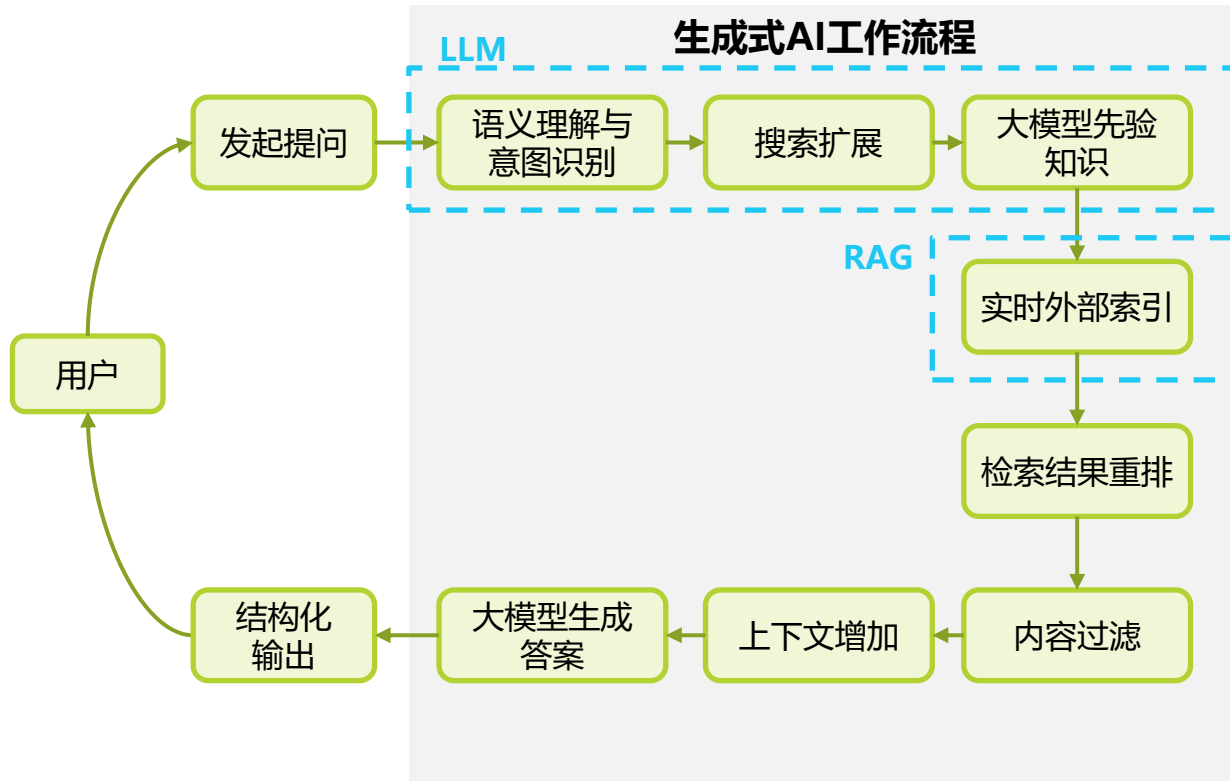 生成式AI工作流程
LLM
发起提问
语义理解与
意图识别
搜索扩展
大模型先验
知识
RAG
实时外部索引
用户
检索结果重排
结构化
输出
大模型生成
答案
上下文增加
内容过滤